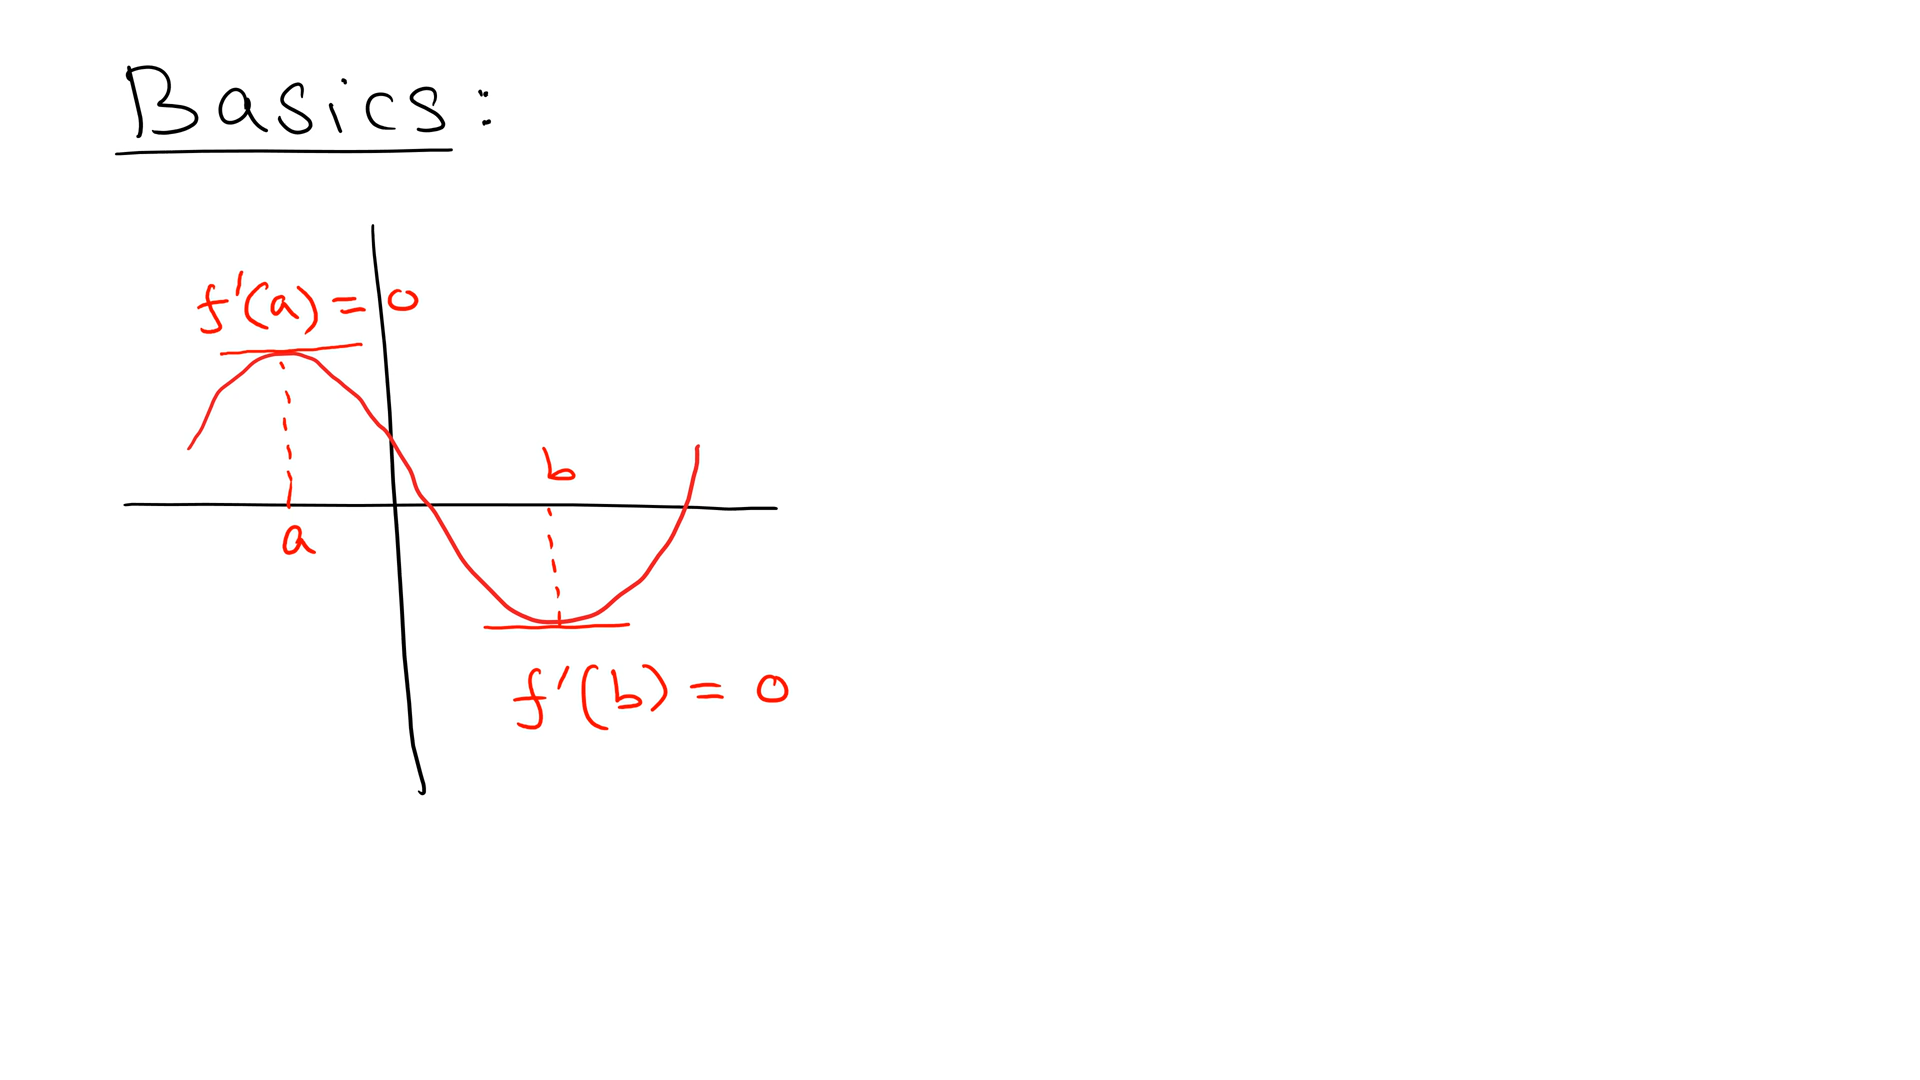 Basics:
f'(a) = 0
b
a
f'(b) = 0